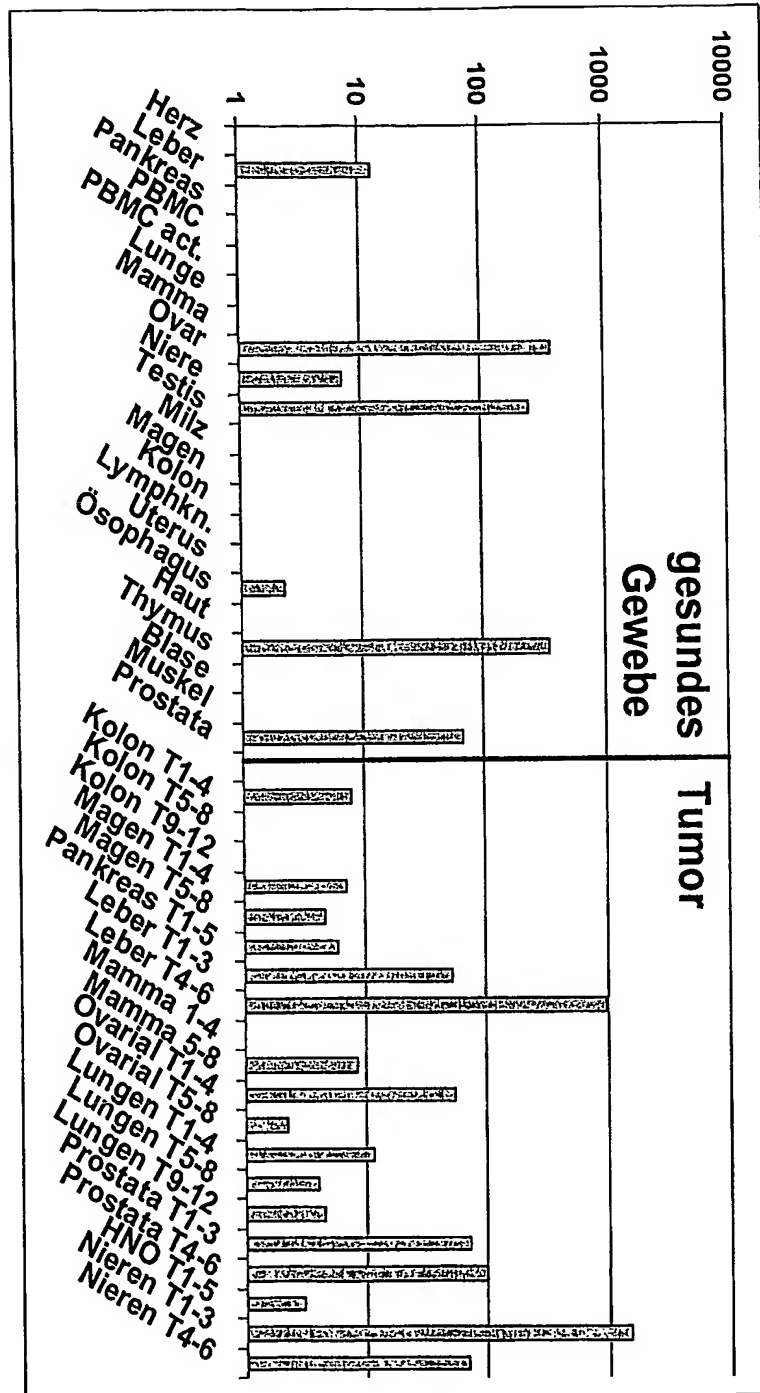 10000
1000
100
10
1
gesundes
Gewebe
Tumor
Herz
Leber
Pankreas
PBMC
PBMC act.
Lunge
Mamma
Ovar
Niere
Testis
Milz
Magen
Kolon
Lymphkn.
Uterus
Ösophagus
Haut
Thymus
Blase
Muskel
Prostata
Kolon T1-4
Kolon T5-8
Kolon T9-12
Magen T1-4
Magen T5-8
Pankreas T1-5
Leber T1-3
Leber T4-6
Mamma 1-4
Mamma 5-8
Ovarial T1-4
Ovarial T5-8
Lungen T1-4
Lungen T5-8
Lungen T9-12
Prostata T1-3
Prostata T4-6
HNO T1-5
Nieren T1-3
Nieren T4-6